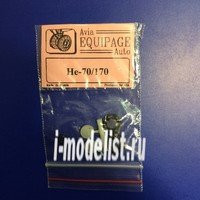 Avia
EQUIPAGE
Auto
He-70/170
i-modelist.ru